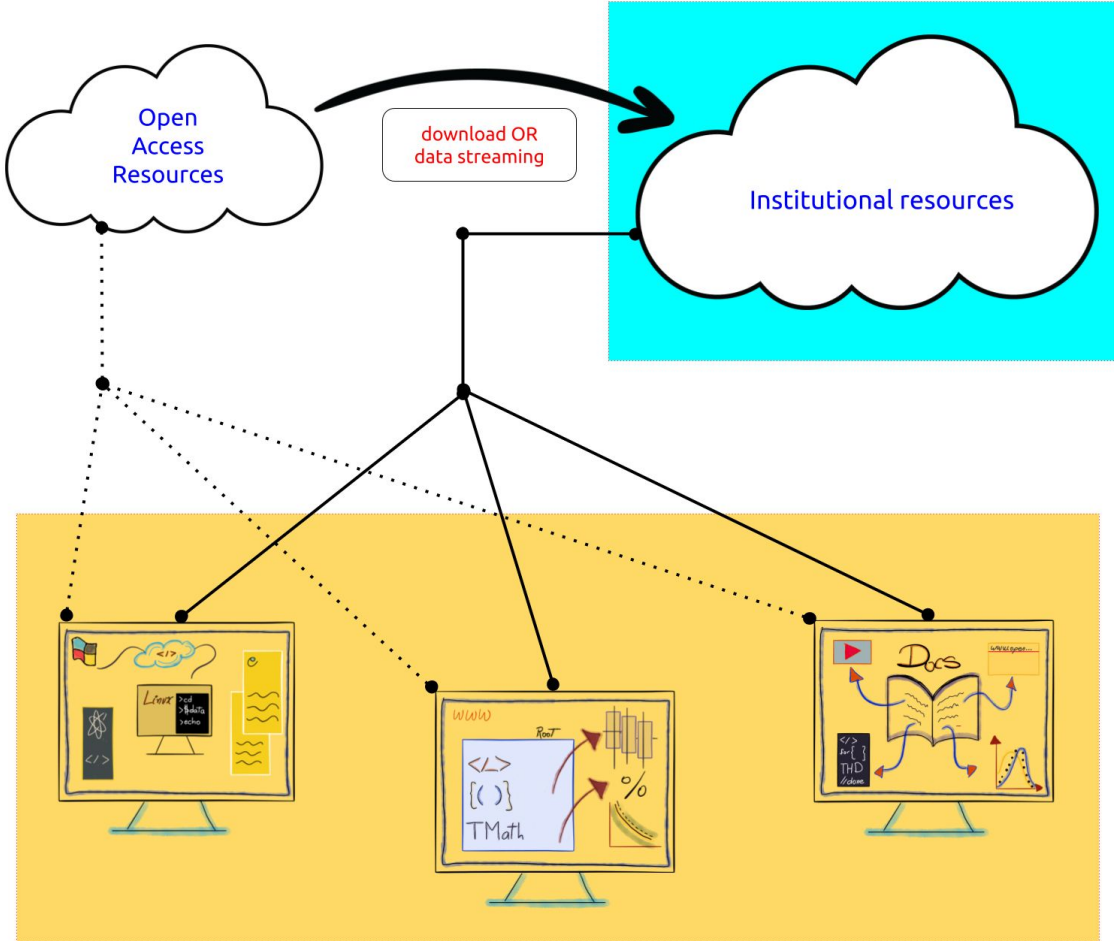 Open
Access
Resources
download OR
data streaming
Institutional resources
</>
Linux
>cd
>$data
>echo
</>
WWW
Root
</>
{()}
TMath
%
Docs
</>
for{ }
THD
//done